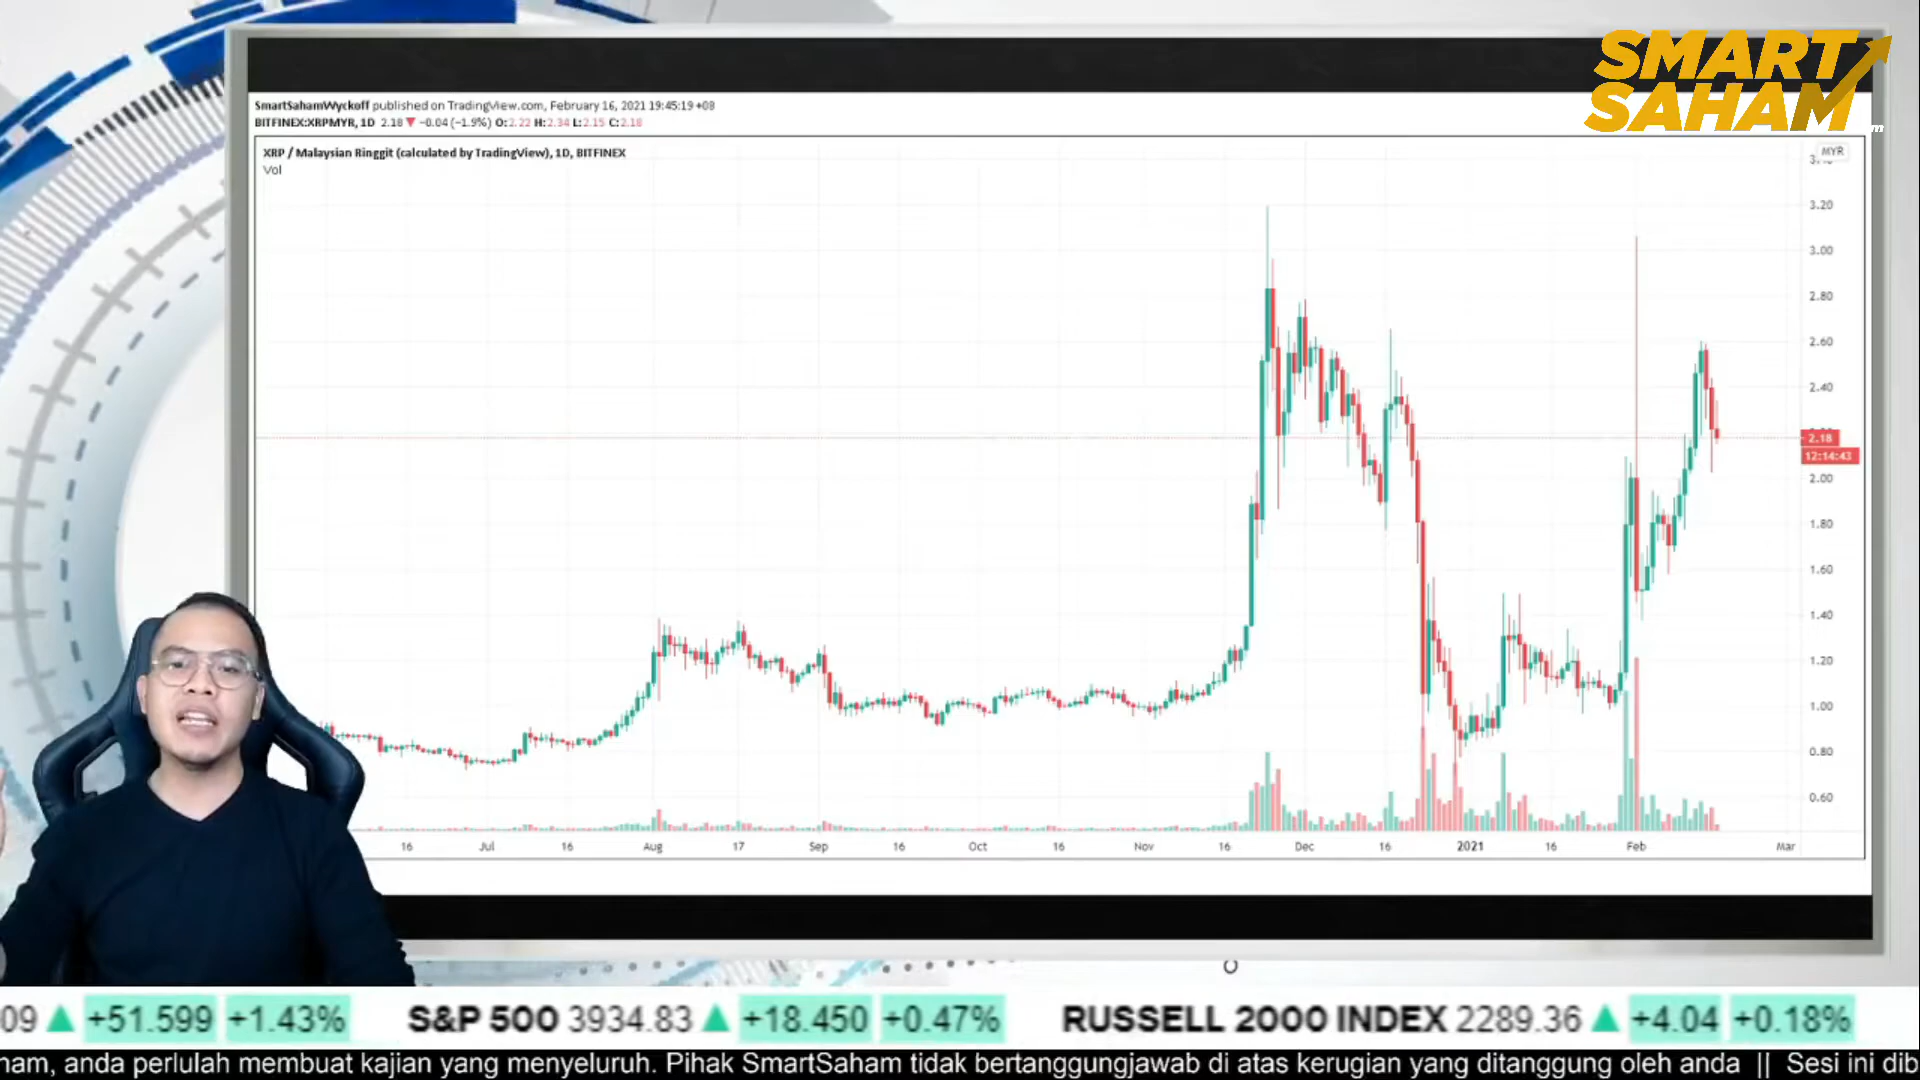 SMART
SAHAM
SmartSahamWyckoff published on TradingView.com, February 16, 2021 19:45:19 +08
BITFINEX:XRPMYR, 1D 2.18 ▼ −0.04 (−1.9%) O:2.22 H:2.34 L:2.15 C:2.18
XRP / Malaysian Ringgit (calculated by TradingView), 1D, BITFINEX
Vol
MYR
3.20
3.00
2.80
2.60
2.40
2.18
12:14:43
2.00
1.80
1.60
1.40
1.20
1.00
0.80
0.60
16 Jul 16 Aug 17 Sep 16 Oct 16 Nov 16 Dec 16 2021 16 Feb Mar
09 ▲ +51.599 +1.43% S&P 500 3934.83 ▲ +18.450 +0.47% RUSSELL 2000 INDEX 2289.36 ▲ +4.04 +0.18%
ham, anda perlulah membuat kajian yang menyeluruh. Pihak SmartSaham tidak bertanggungjawab di atas kerugian yang ditanggung oleh anda || Sesi ini dib